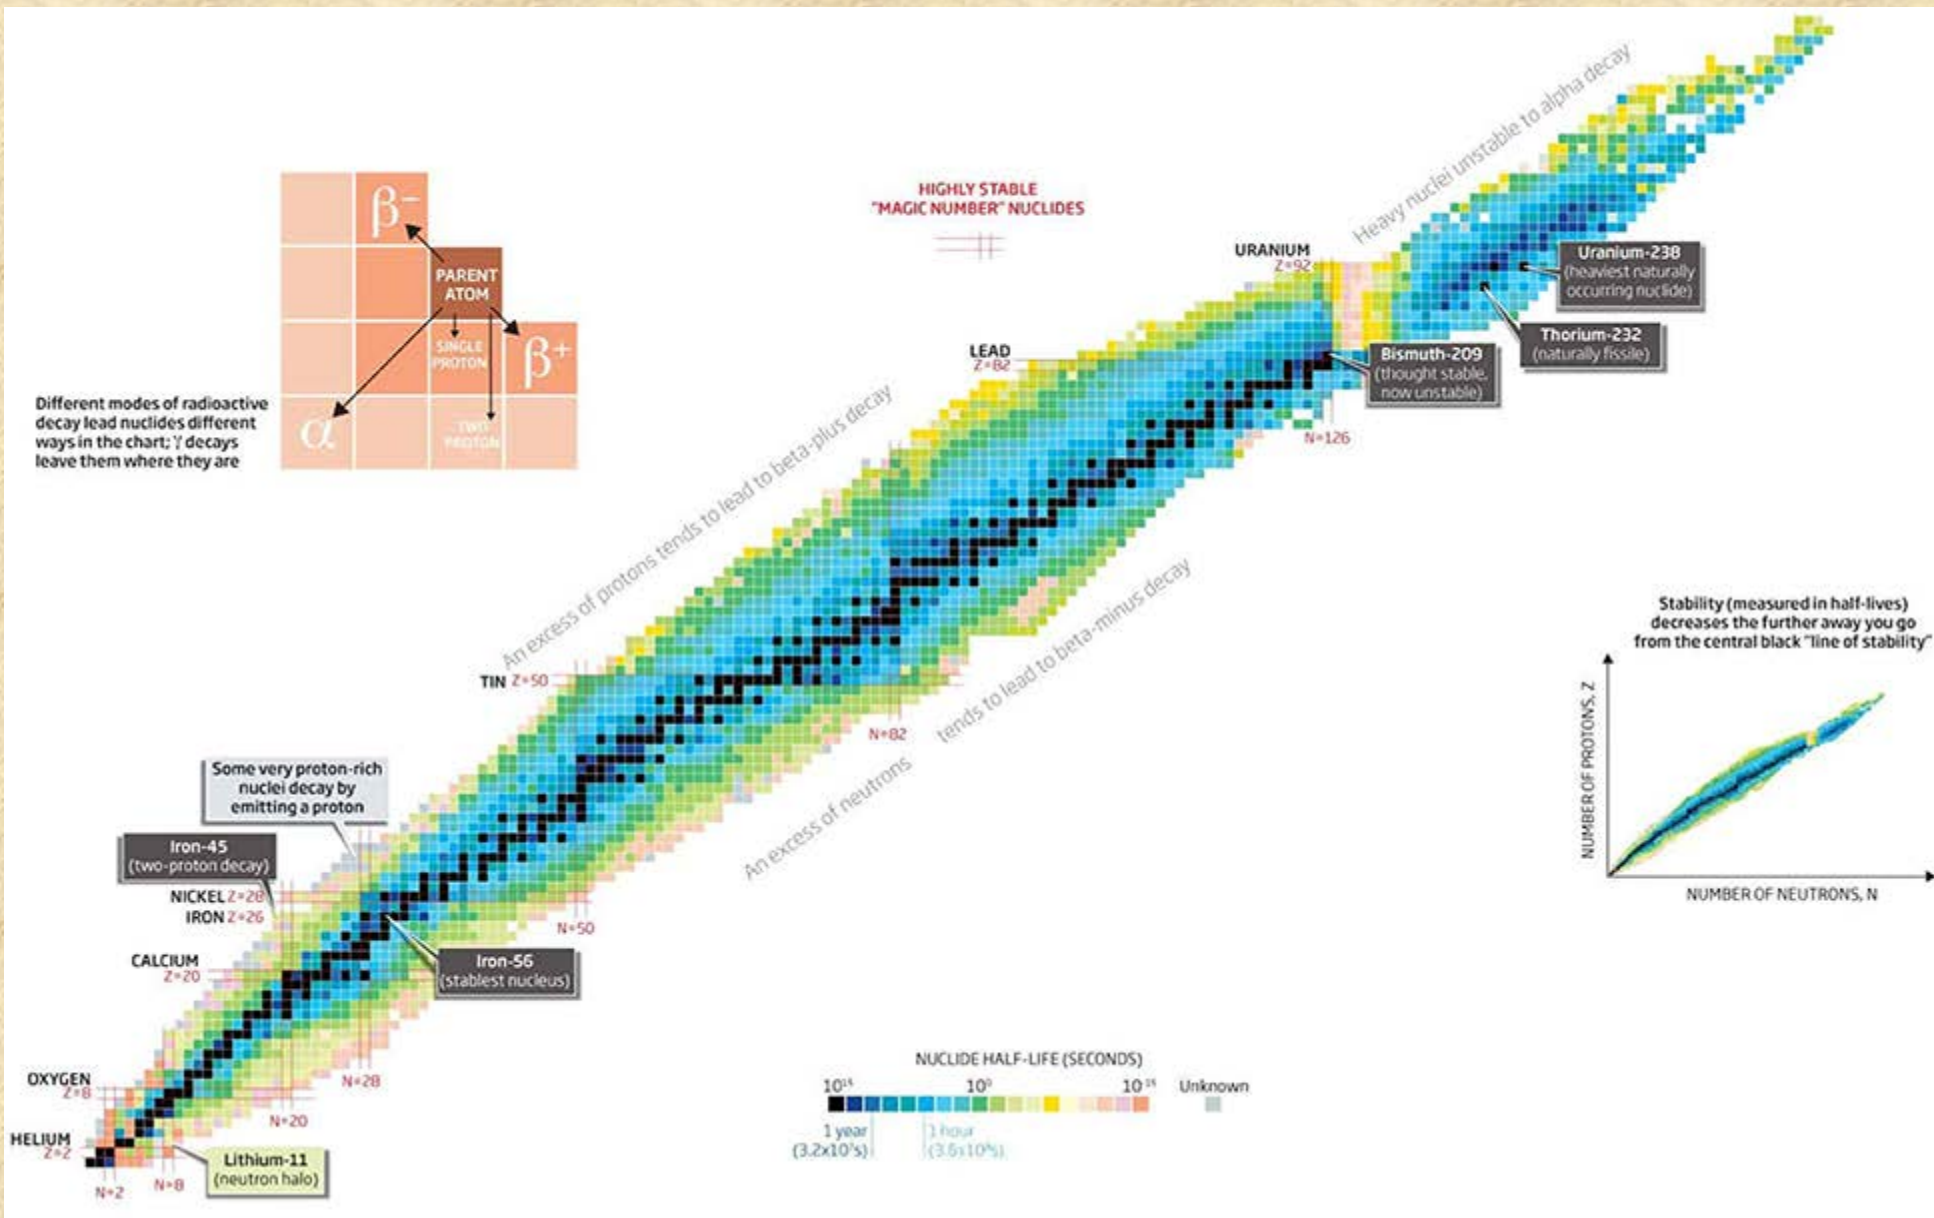 HIGHLY STABLE
"MAGIC NUMBER" NUCLIDES
Heavy nuclei unstable to alpha decay
β−
PARENT
ATOM
SINGLE
PROTON
β+
α
TWO
PROTON
Different modes of radioactive
decay lead nuclides different
ways in the chart; γ decays
leave them where they are
URANIUM
Z=92
Uranium-238
(heaviest naturally
occurring nuclide)
Thorium-232
(naturally fissile)
LEAD
Z=82
Bismuth-209
(thought stable,
now unstable)
N=126
An excess of protons tends to lead to beta-plus decay
TIN Z=50
N=82
An excess of neutrons
tends to lead to beta-minus decay
Stability (measured in half-lives)
decreases the further away you go
from the central black "line of stability"
NUMBER OF PROTONS, Z
NUMBER OF NEUTRONS, N
Some very proton-rich
nuclei decay by
emitting a proton
Iron-45
(two-proton decay)
NICKEL Z=28
IRON Z=26
N=50
Iron-56
(stablest nucleus)
CALCIUM
Z=20
N=28
OXYGEN
Z=8
N=20
HELIUM
Z=2
Lithium-11
(neutron halo)
N=2
N=8
NUCLIDE HALF-LIFE (SECONDS)
10¹⁵
10⁰
10⁻¹⁵
Unknown
1 year
(3.2x10⁷s)
1 hour
(3.6x10³s)